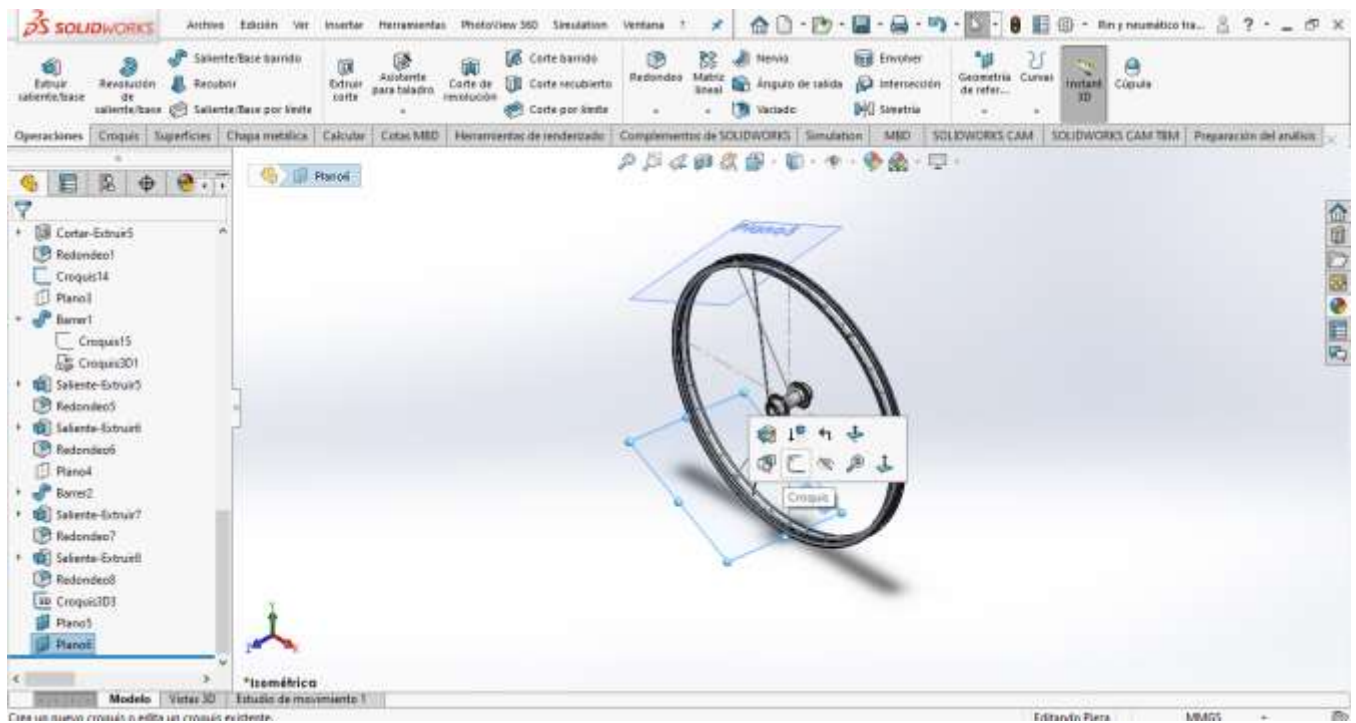 SOLIDWORKS Archivo Edición Ver Insertar Herramientas PhotoView 360 Simulation Ventana ? Rin y neumático tra...
Extruir saliente/base
Revolución de saliente/base
Saliente/Base barrido
Recubrir
Saliente/Base por límite
Extruir corte
Asistente para taladro
Corte de revolución
Corte barrido
Corte recubierto
Corte por límite
Redondeo
Matriz lineal
Nervio
Ángulo de salida
Vaciado
Envolver
Intersección
Simetría
Geometría de refer...
Curvas
Instant 3D
Cúpula
Operaciones Croquis Superficies Chapa metálica Calcular Cotas MBD Herramientas de renderizado Complementos de SOLIDWORKS Simulation MBD SOLIDWORKS CAM SOLIDWORKS CAM TBM Preparación del análisis
Plano6
Cortar-Extruir5
Redondeo1
Croquis14
Plano3
Barrer1
Croquis15
Croquis3D1
Saliente-Extruir5
Redondeo5
Saliente-Extruir6
Redondeo6
Plano4
Barrer2
Saliente-Extruir7
Redondeo7
Saliente-Extruir8
Redondeo8
Croquis3D3
Plano5
Plano6
Croquis
*Isométrica
Modelo Vistas 3D Estudio de movimiento 1
Crea un nuevo croquis o edita un croquis existente.
Editando Pieza MMGS